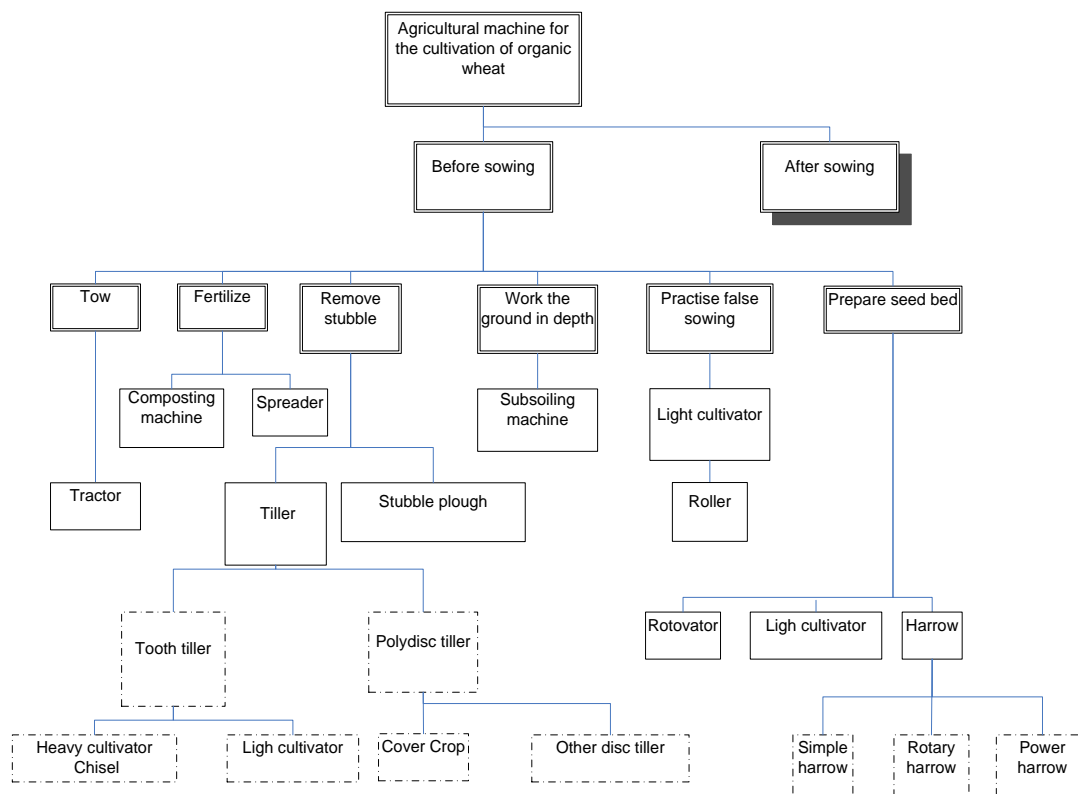 Agricultural machine for
the cultivation of organic
wheat
Before sowing
After sowing
Tow
Fertilize
Remove
stubble
Work the
ground in depth
Practise false
sowing
Prepare seed bed
Composting
machine
Spreader
Subsoiling
machine
Light cultivator
Tractor
Tiller
Stubble plough
Roller
Tooth tiller
Polydisc tiller
Rotovator
Ligh cultivator
Harrow
Heavy cultivator
Chisel
Ligh cultivator
Cover Crop
Other disc tiller
Simple
harrow
Rotary
harrow
Power
harrow